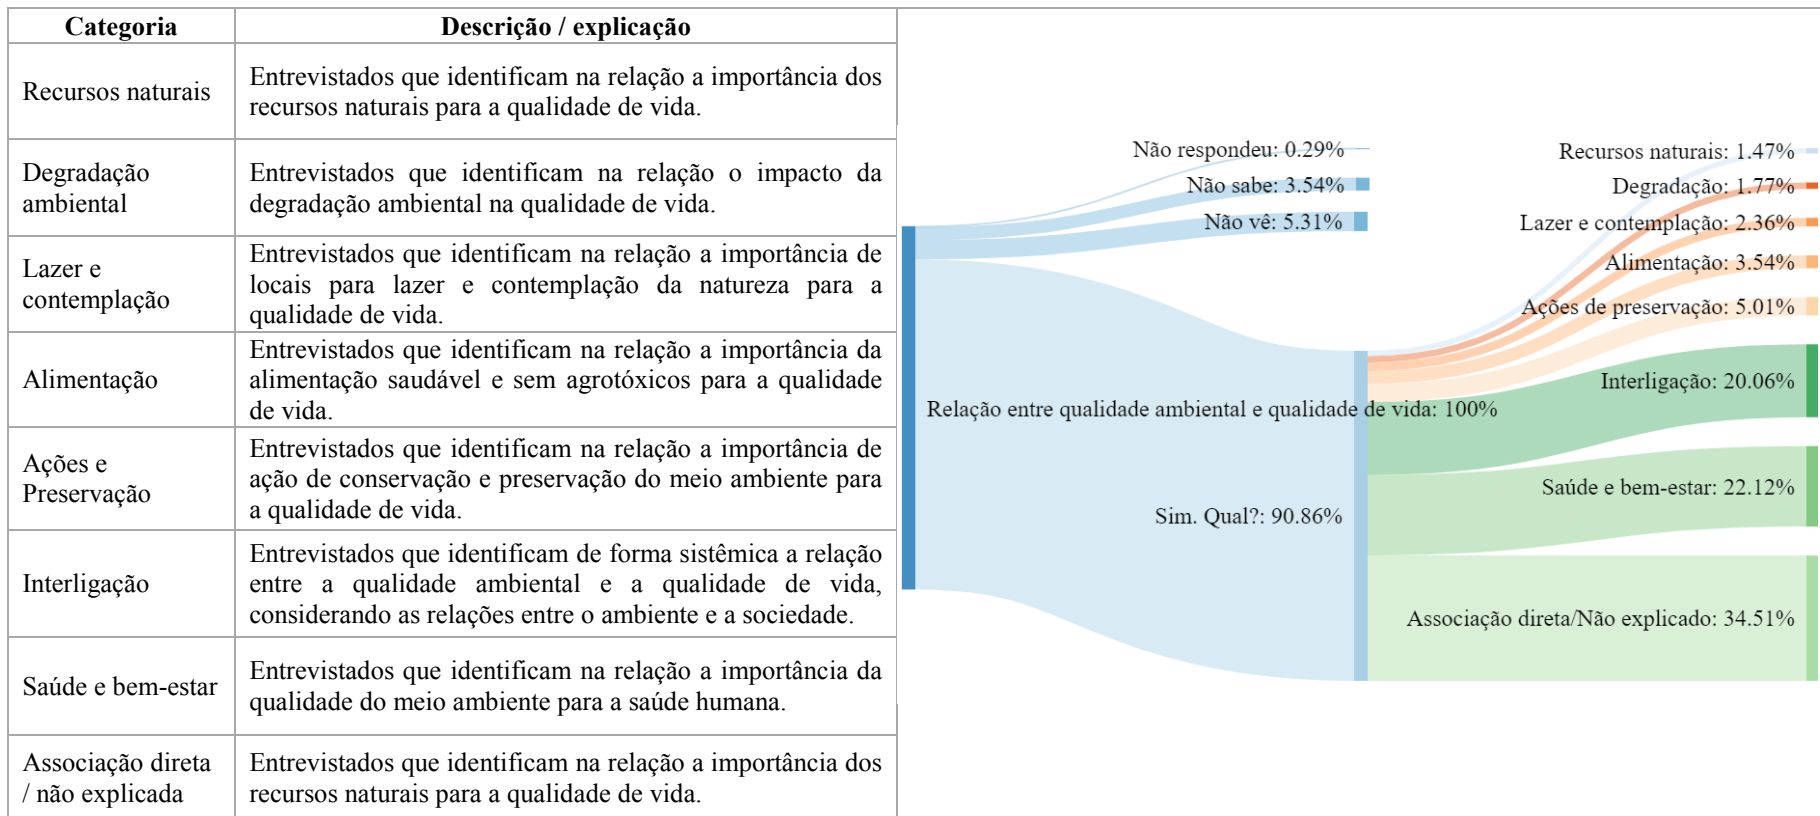 Categoria
Descrição / explicação
Recursos naturais
Entrevistados que identificam na relação a importância dos
recursos naturais para a qualidade de vida.
Degradação
ambiental
Entrevistados que identificam na relação o impacto da
degradação ambiental na qualidade de vida.
Lazer e
contemplação
Entrevistados que identificam na relação a importância de
locais para lazer e contemplação da natureza para a
qualidade de vida.
Alimentação
Entrevistados que identificam na relação a importância da
alimentação saudável e sem agrotóxicos para a qualidade
de vida.
Ações e
Preservação
Entrevistados que identificam na relação a importância de
ação de conservação e preservação do meio ambiente para
a qualidade de vida.
Interligação
Entrevistados que identificam de forma sistêmica a relação
entre a qualidade ambiental e a qualidade de vida,
considerando as relações entre o ambiente e a sociedade.
Saúde e bem-estar
Entrevistados que identificam na relação a importância da
qualidade do meio ambiente para a saúde humana.
Associação direta
/ não explicada
Entrevistados que identificam na relação a importância dos
recursos naturais para a qualidade de vida.
Não respondeu: 0.29%
Não sabe: 3.54%
Não vê: 5.31%
Relação entre qualidade ambiental e qualidade de vida: 100%
Sim. Qual?: 90.86%
Recursos naturais: 1.47%
Degradação: 1.77%
Lazer e contemplação: 2.36%
Alimentação: 3.54%
Ações de preservação: 5.01%
Interligação: 20.06%
Saúde e bem-estar: 22.12%
Associação direta/Não explicado: 34.51%